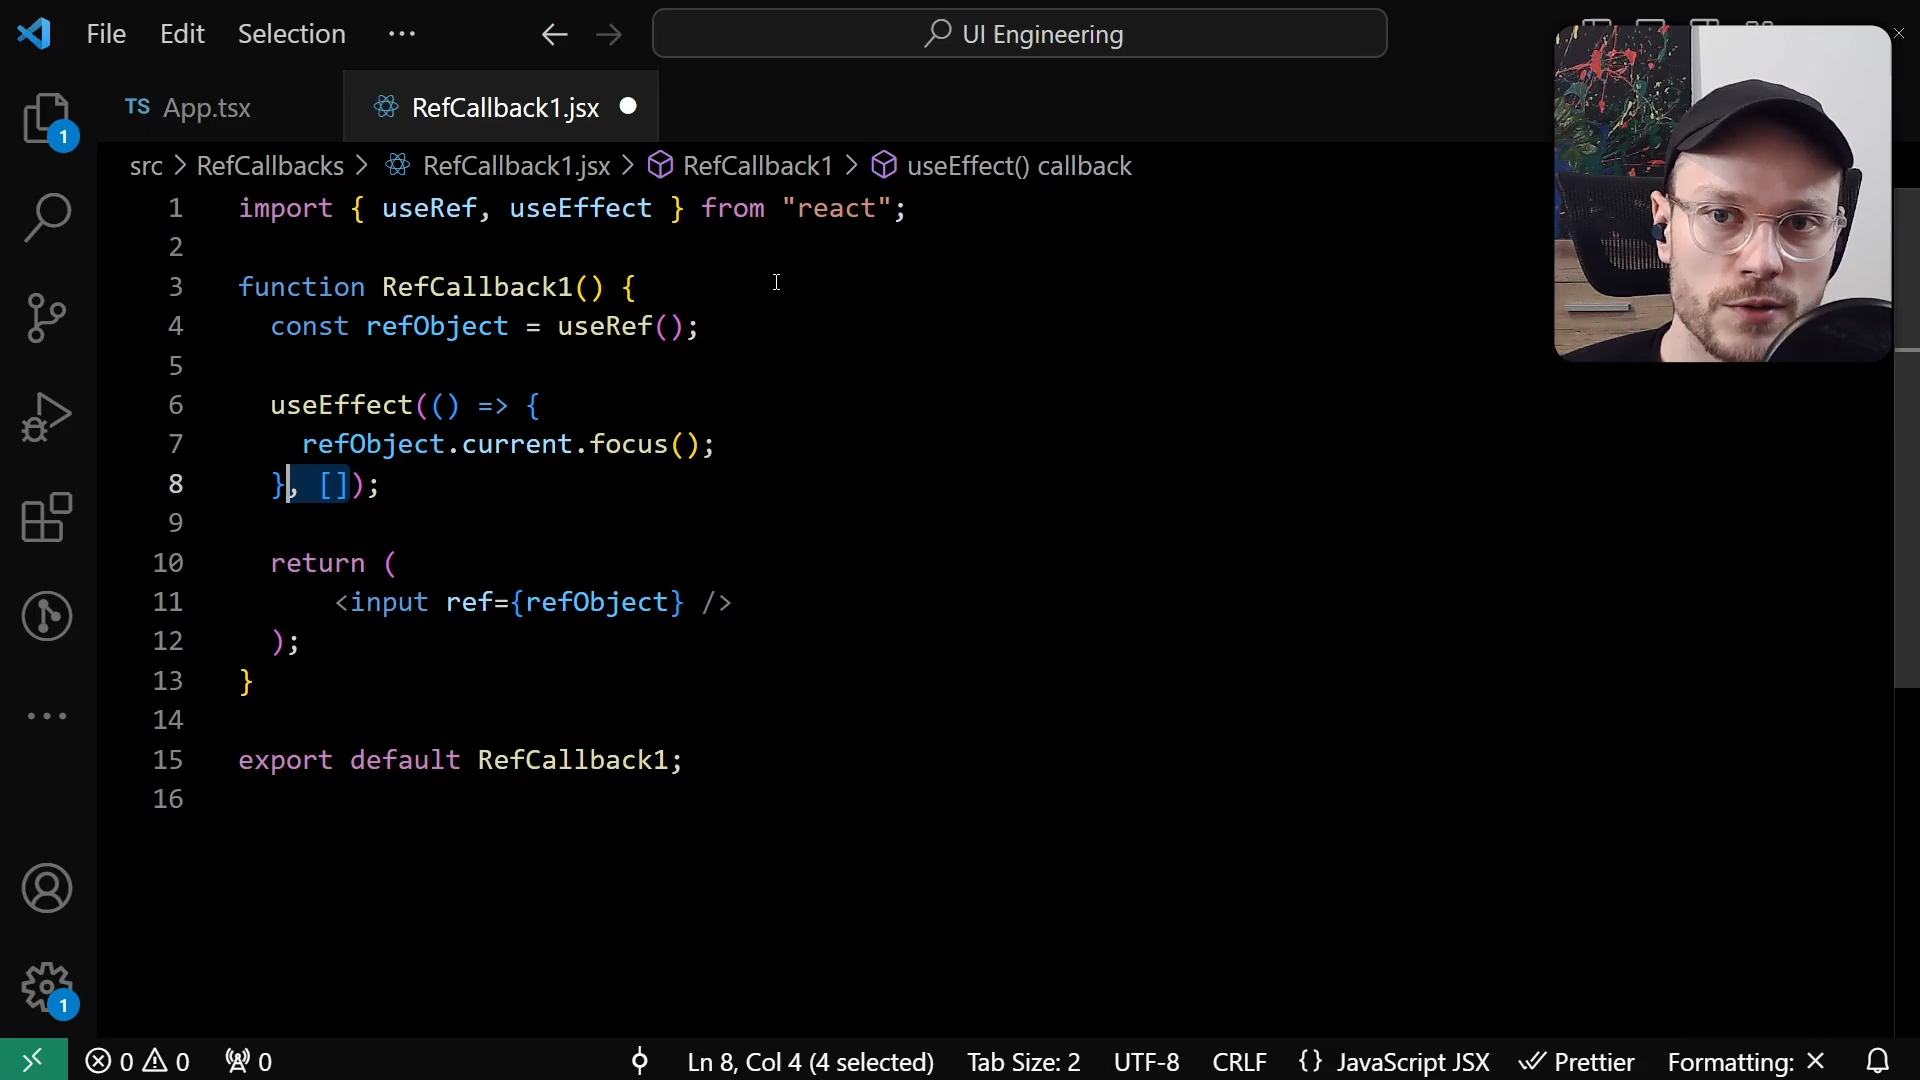 File Edit Selection ··· UI Engineering
TS App.tsx RefCallback1.jsx
src > RefCallbacks > RefCallback1.jsx > RefCallback1 > useEffect() callback
1 import { useRef, useEffect } from "react";
2
3 function RefCallback1() {
4 const refObject = useRef();
5
6 useEffect(() => {
7 refObject.current.focus();
8 }, []);
9
10 return (
11 <input ref={refObject} />
12 );
13 }
14
15 export default RefCallback1;
16
1
1
0 0 0 Ln 8, Col 4 (4 selected) Tab Size: 2 UTF-8 CRLF {} JavaScript JSX Prettier Formatting: ×